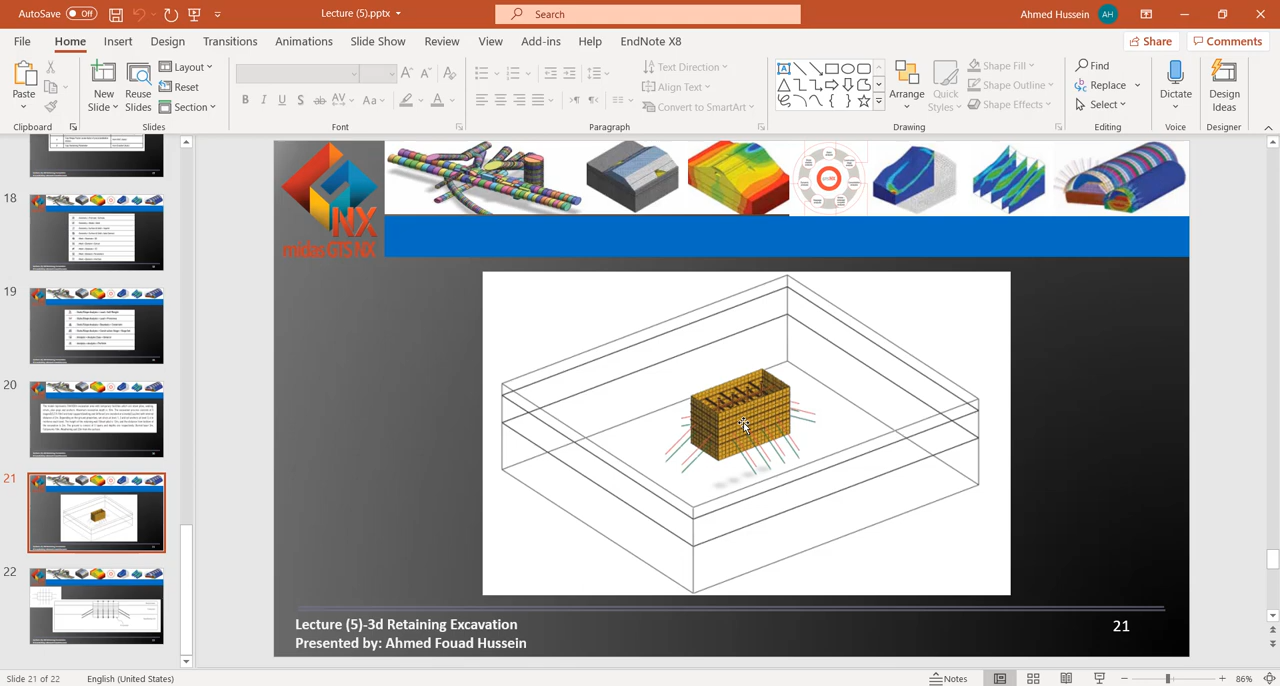 AutoSave Off
Lecture (5).pptx
Search
Ahmed Hussein AH
File Home Insert Design Transitions Animations Slide Show Review View Add-ins Help EndNote X8
Share Comments
Paste
New Slide
Reuse Slides
Layout
Reset
Section
Text Direction
Align Text
Convert to SmartArt
Arrange
Quick Styles
Shape Fill
Shape Outline
Shape Effects
Find
Replace
Select
Dictate
Design Ideas
Clipboard Slides Font Paragraph Drawing Editing Voice Designer
18
19
20
21
22
NX
midas GTS NX
Lecture (5)-3d Retaining Excavation
Presented by: Ahmed Fouad Hussein
21
Slide 21 of 22 English (United States) Notes 86%